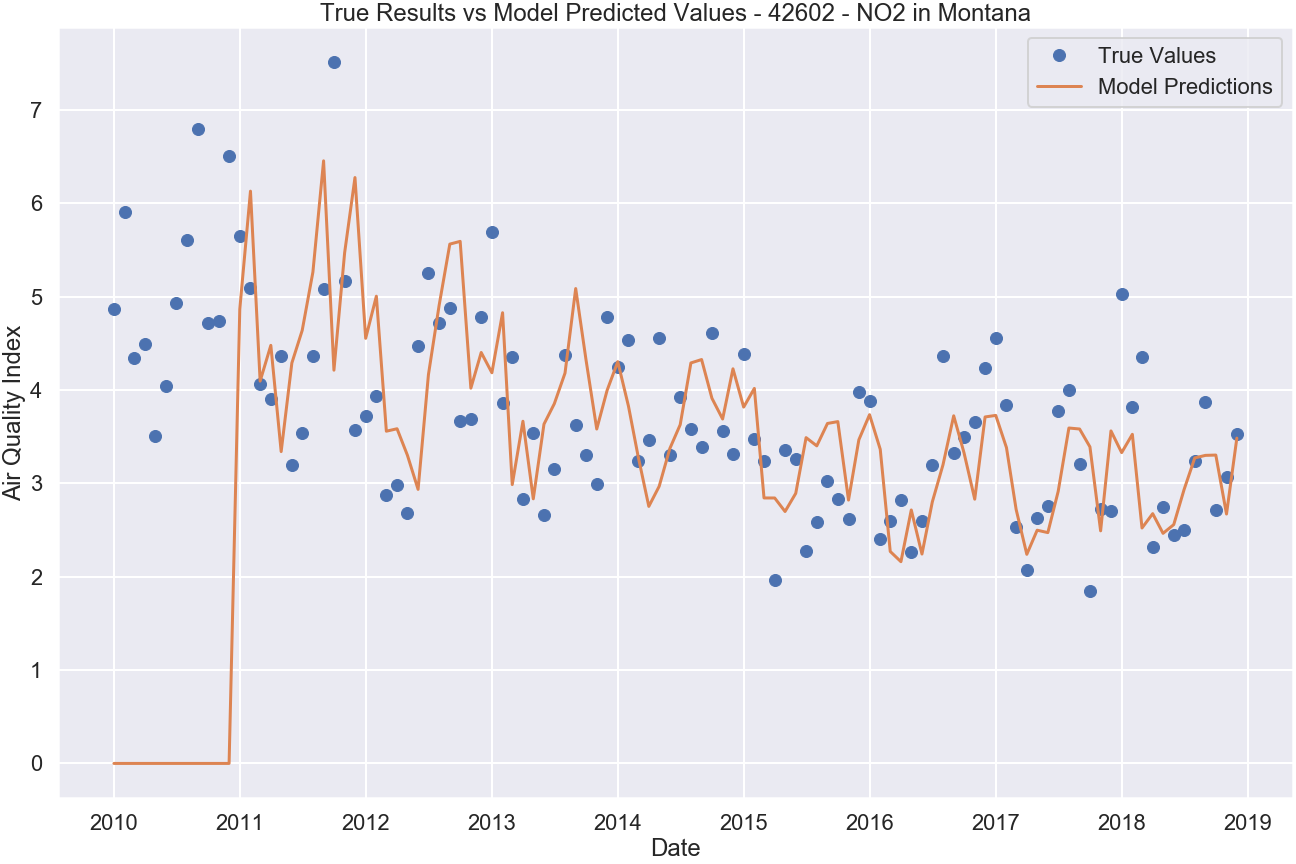 True Results vs Model Predicted Values - 42602 - NO2 in Montana
True Values
Model Predictions
Air Quality Index
7
6
5
4
3
2
1
0
2010 2011 2012 2013 2014 2015 2016 2017 2018 2019
Date